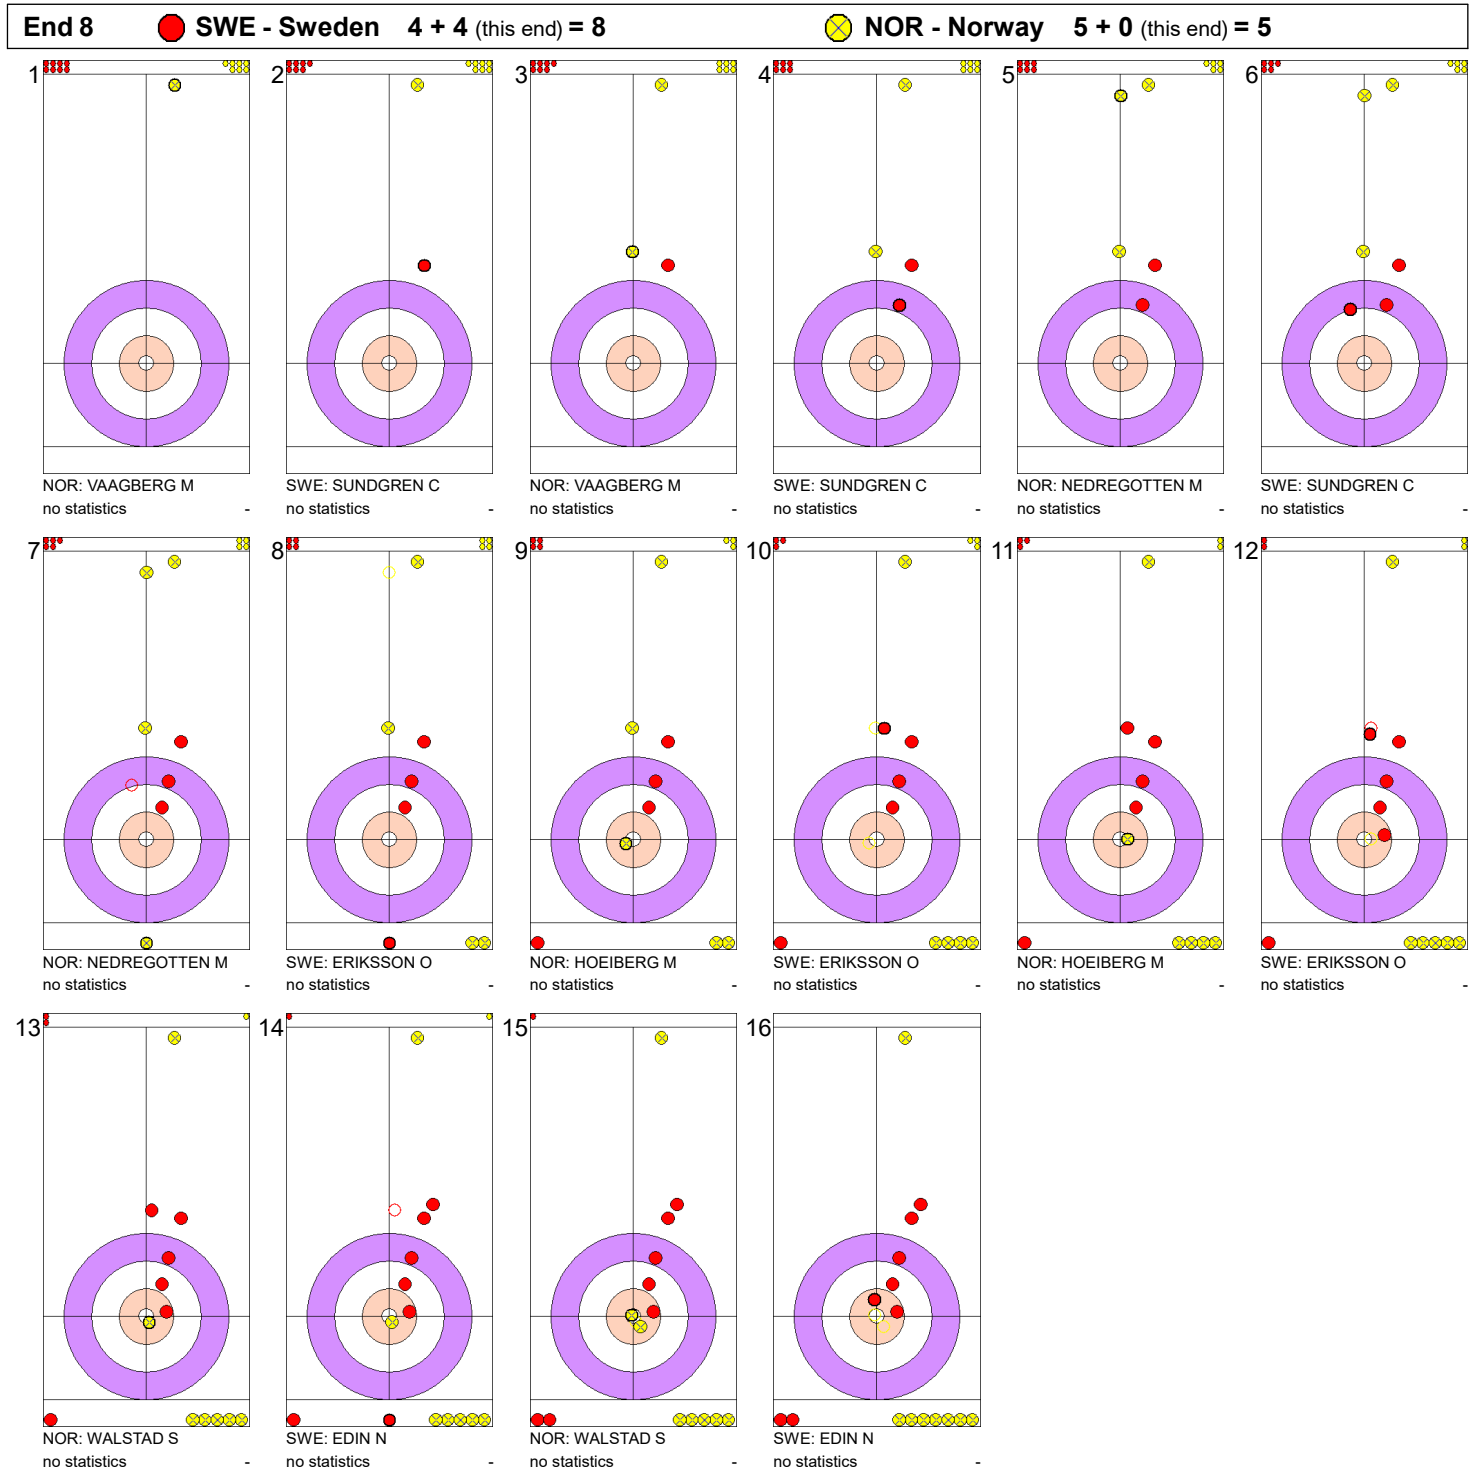 End 8 SWE - Sweden 4 + 4 (this end) = 8 NOR - Norway 5 + 0 (this end) = 5
1 2 3 4 5 6
NOR: VAAGBERG M SWE: SUNDGREN C NOR: VAAGBERG M SWE: SUNDGREN C NOR: NEDREGOTTEN M SWE: SUNDGREN C
no statistics - no statistics - no statistics - no statistics - no statistics - no statistics -
7 8 9 10 11 12
NOR: NEDREGOTTEN M SWE: ERIKSSON O NOR: HOEIBERG M SWE: ERIKSSON O NOR: HOEIBERG M SWE: ERIKSSON O
no statistics - no statistics - no statistics - no statistics - no statistics - no statistics -
13 14 15 16
NOR: WALSTAD S SWE: EDIN N NOR: WALSTAD S SWE: EDIN N
no statistics - no statistics - no statistics - no statistics -